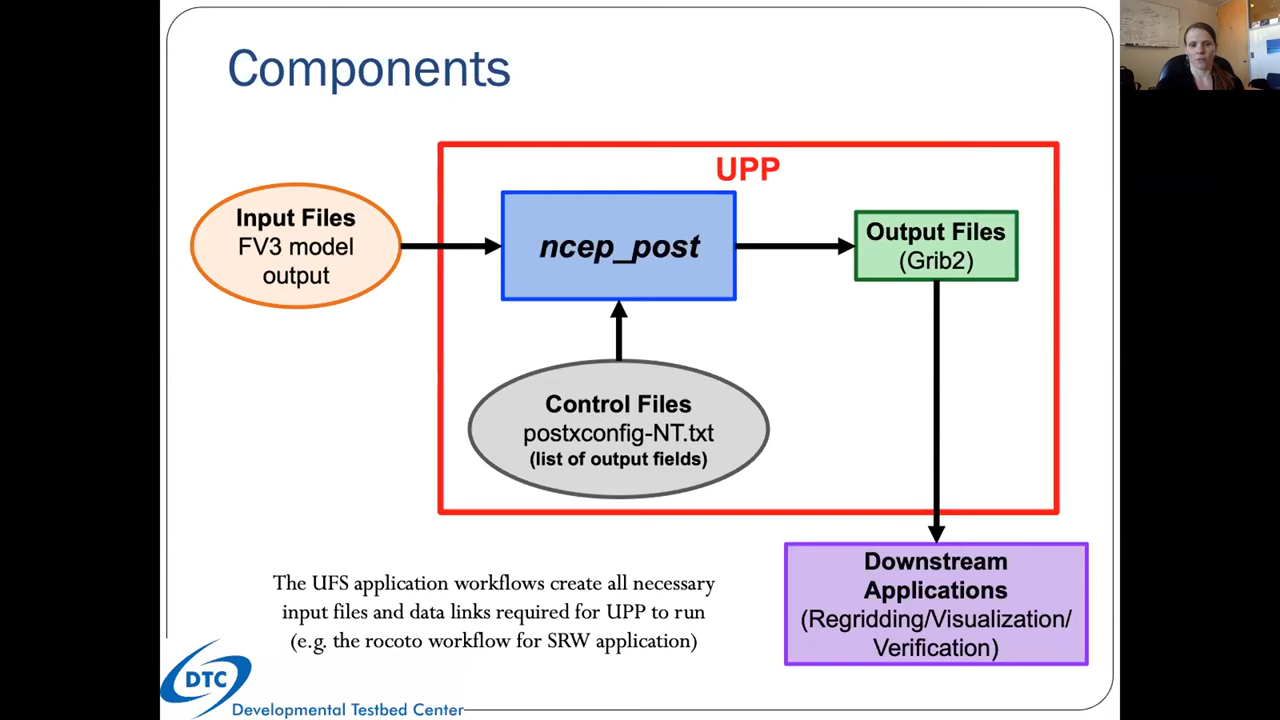 Components
UPP
Input Files
FV3 model
output
ncep_post
Output Files
(Grib2)
Control Files
postxconfig-NT.txt
(list of output fields)
Downstream
Applications
(Regridding/Visualization/
Verification)
The UFS application workflows create all necessary
input files and data links required for UPP to run
(e.g. the rocoto workflow for SRW application)
DTC
Developmental Testbed Center